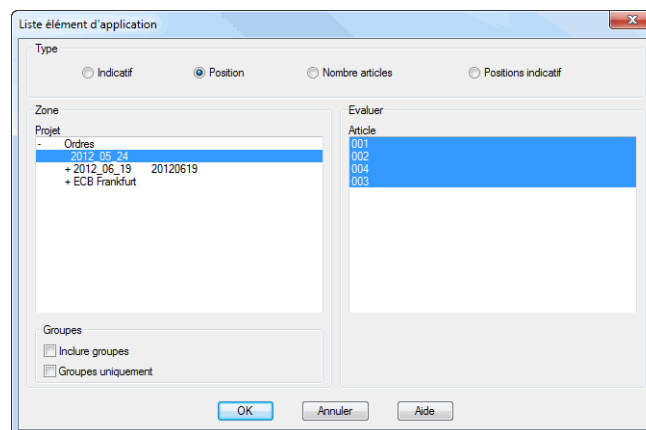 Liste élément d'application
Type
Indicatif Position Nombre articles Positions indicatif
Zone Evaluer
Projet Article
- Ordres 001
2012_05_24 002
+ 2012_06_19 20120619 004
+ ECB Frankfurt 003
Groupes
Inclure groupes
Groupes uniquement
OK Annuler Aide